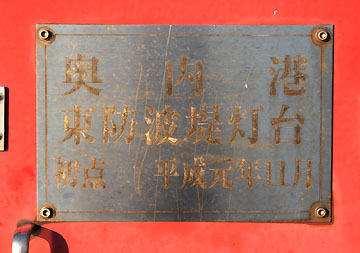 奥内港
東防波堤灯台
初点 平成元年11月